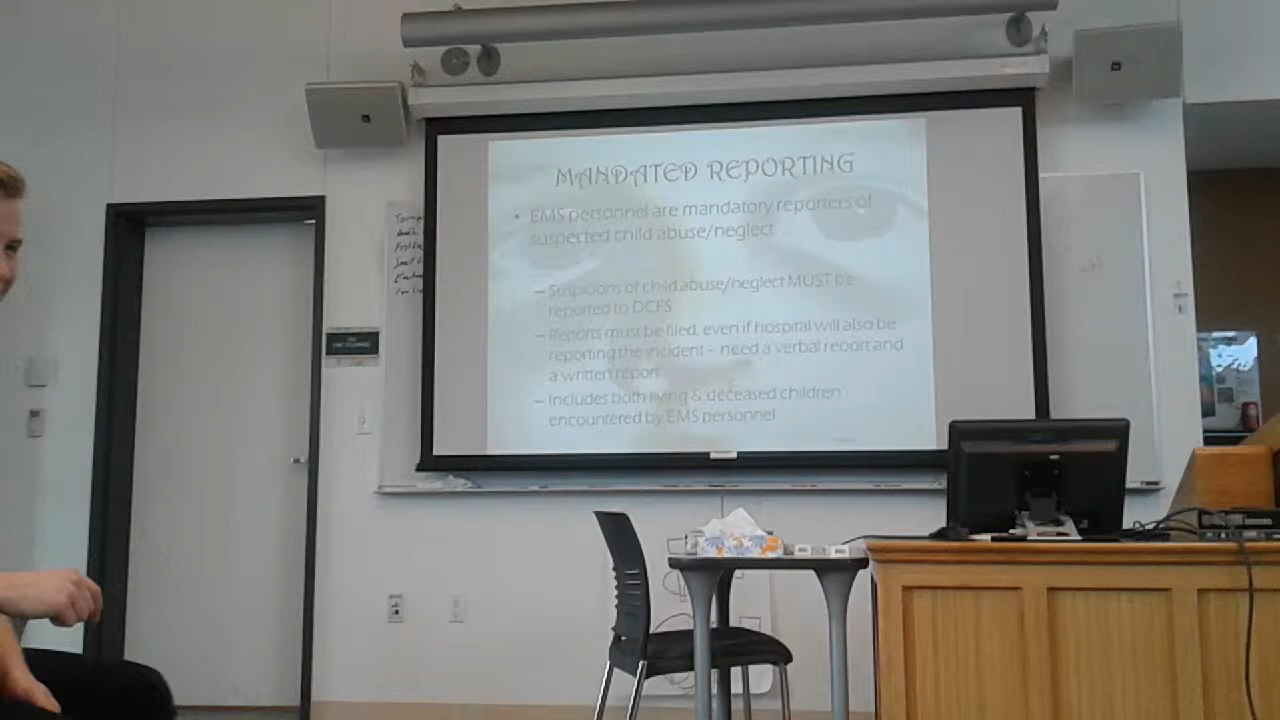 MANDATED REPORTING
• EMS personnel are mandatory reporters of
suspected child abuse/neglect
– Suspicions of child abuse/neglect MUST be
reported to DCFS
– Reports must be filed, even if hospital will also be
reporting the incident – need a verbal report and
a written report
– Includes both living & deceased children
encountered by EMS personnel